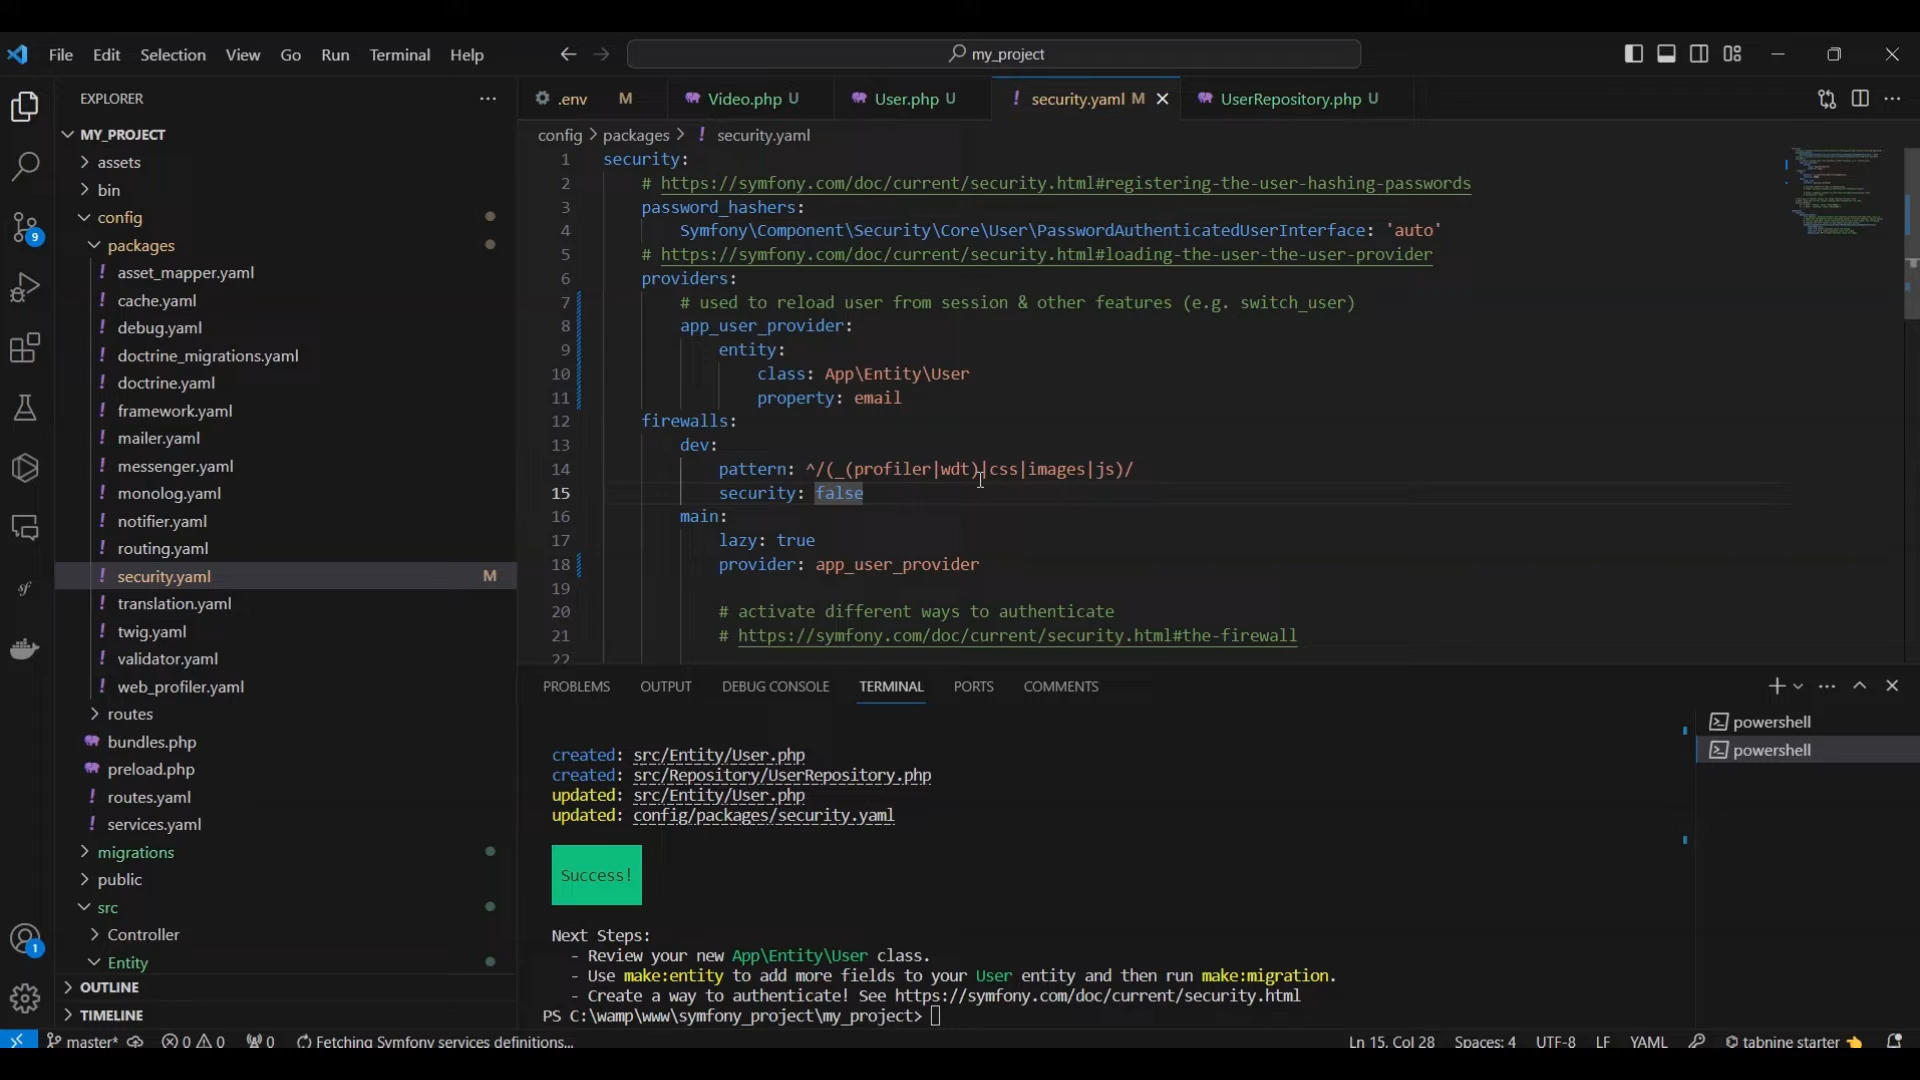 File Edit Selection View Go Run Terminal Help
my_project
EXPLORER
MY_PROJECT
assets
bin
config
packages
asset_mapper.yaml
cache.yaml
debug.yaml
doctrine_migrations.yaml
doctrine.yaml
framework.yaml
mailer.yaml
messenger.yaml
monolog.yaml
notifier.yaml
routing.yaml
security.yaml M
translation.yaml
twig.yaml
validator.yaml
web_profiler.yaml
routes
bundles.php
preload.php
routes.yaml
services.yaml
migrations
public
src
Controller
Entity
OUTLINE
TIMELINE
9
1
.env M Video.php U User.php U security.yaml M UserRepository.php U
config > packages > ! security.yaml
1 security:
2 # https://symfony.com/doc/current/security.html#registering-the-user-hashing-passwords
3 password_hashers:
4 Symfony\Component\Security\Core\User\PasswordAuthenticatedUserInterface: 'auto'
5 # https://symfony.com/doc/current/security.html#loading-the-user-the-user-provider
6 providers:
7 # used to reload user from session & other features (e.g. switch_user)
8 app_user_provider:
9 entity:
10 class: App\Entity\User
11 property: email
12 firewalls:
13 dev:
14 pattern: ^/(_(profiler|wdt)|css|images|js)/
15 security: false
16 main:
17 lazy: true
18 provider: app_user_provider
19
20 # activate different ways to authenticate
21 # https://symfony.com/doc/current/security.html#the-firewall
22
PROBLEMS OUTPUT DEBUG CONSOLE TERMINAL PORTS COMMENTS
powershell
powershell
created: src/Entity/User.php
created: src/Repository/UserRepository.php
updated: src/Entity/User.php
updated: config/packages/security.yaml
Success!
Next Steps:
- Review your new App\Entity\User class.
- Use make:entity to add more fields to your User entity and then run make:migration.
- Create a way to authenticate! See https://symfony.com/doc/current/security.html
PS C:\wamp\www\symfony_project\my_project>
master* 0 0 0 Fetching Symfony services definitions... Ln 15, Col 28 Spaces: 4 UTF-8 LF YAML tabnine starter